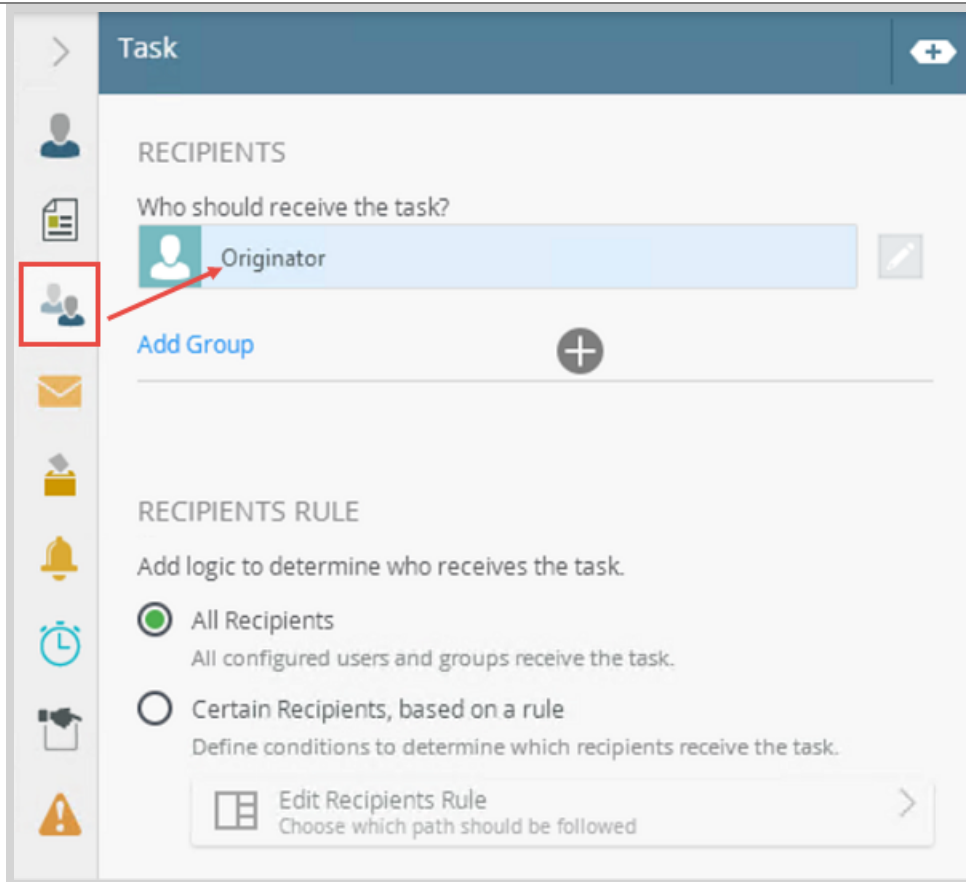 Task
RECIPIENTS
Who should receive the task?
Originator
Add Group
RECIPIENTS RULE
Add logic to determine who receives the task.
All Recipients
All configured users and groups receive the task.
Certain Recipients, based on a rule
Define conditions to determine which recipients receive the task.
Edit Recipients Rule
Choose which path should be followed